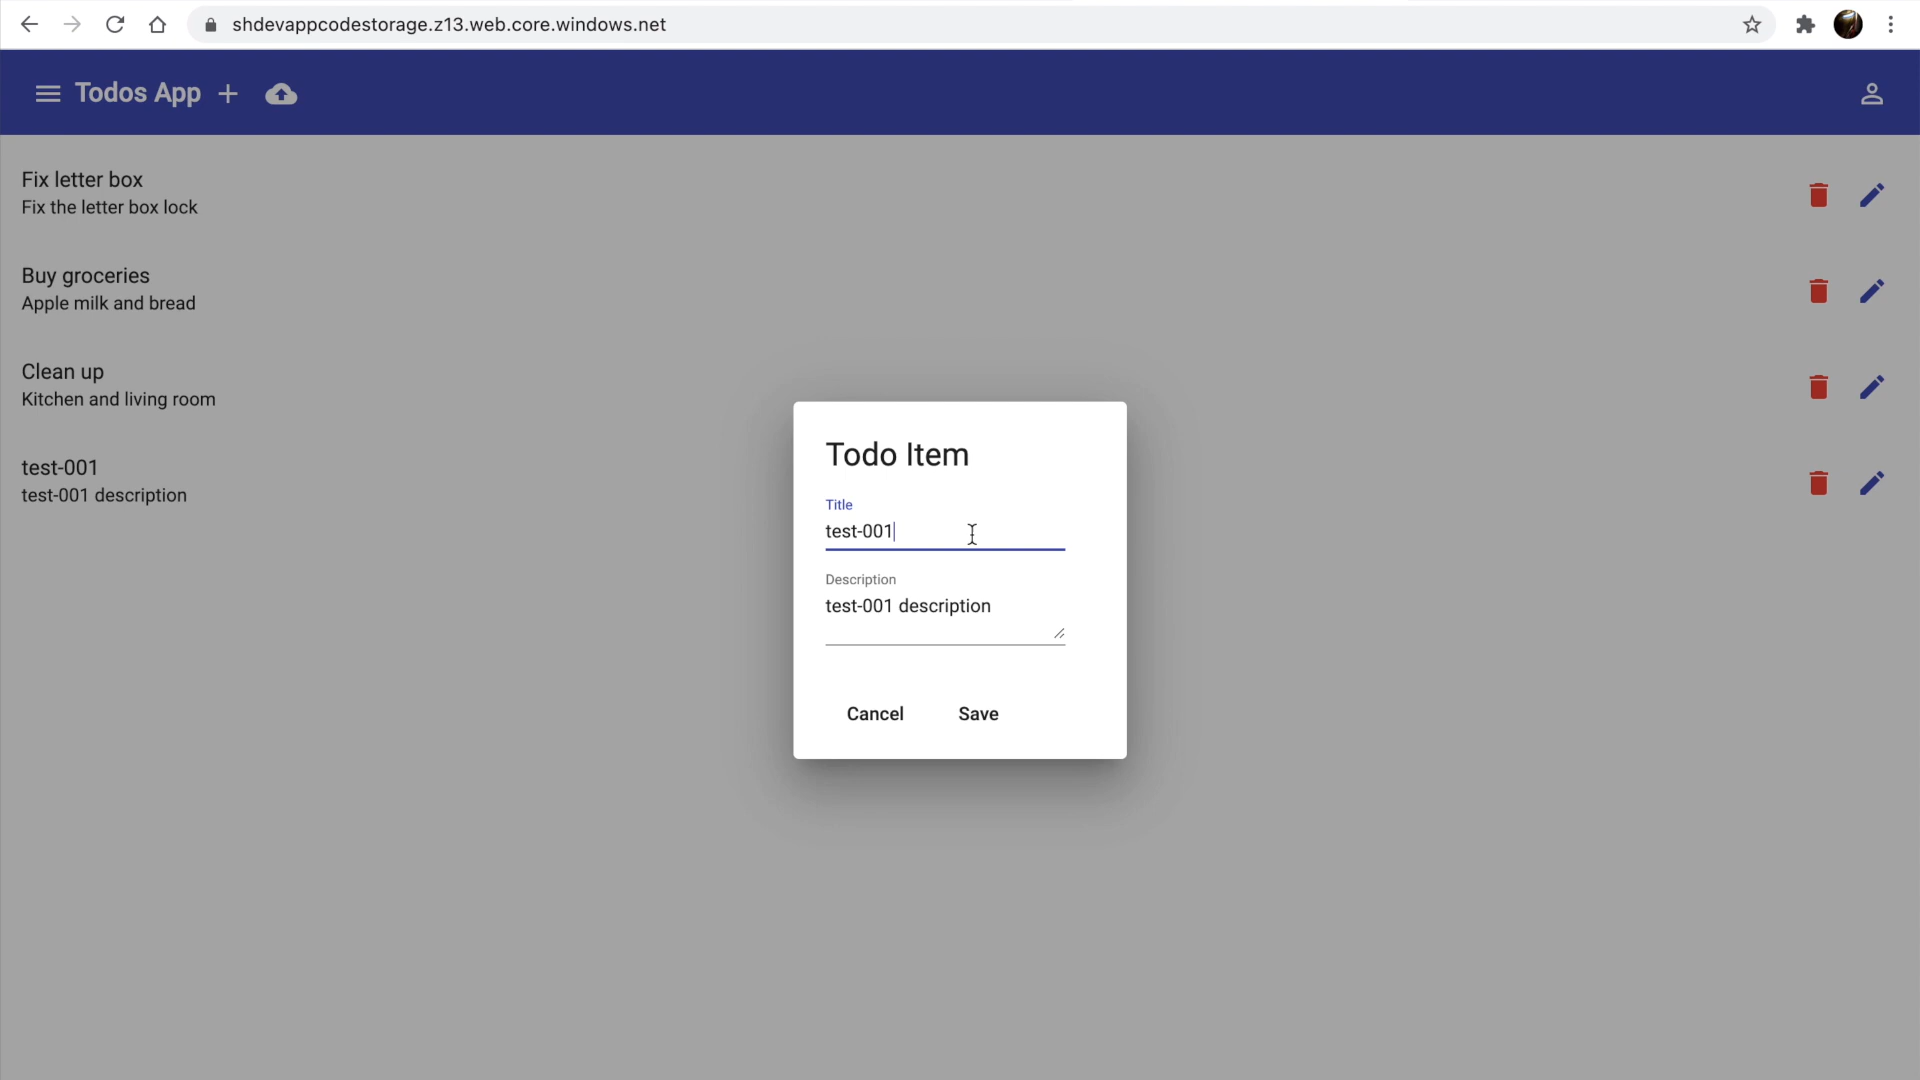 shdevappcodestorage.z13.web.core.windows.net
Todos App
Fix letter box
Fix the letter box lock
Buy groceries
Apple milk and bread
Clean up
Kitchen and living room
test-001
test-001 description
Todo Item
Title
test-001
Description
test-001 description
Cancel Save